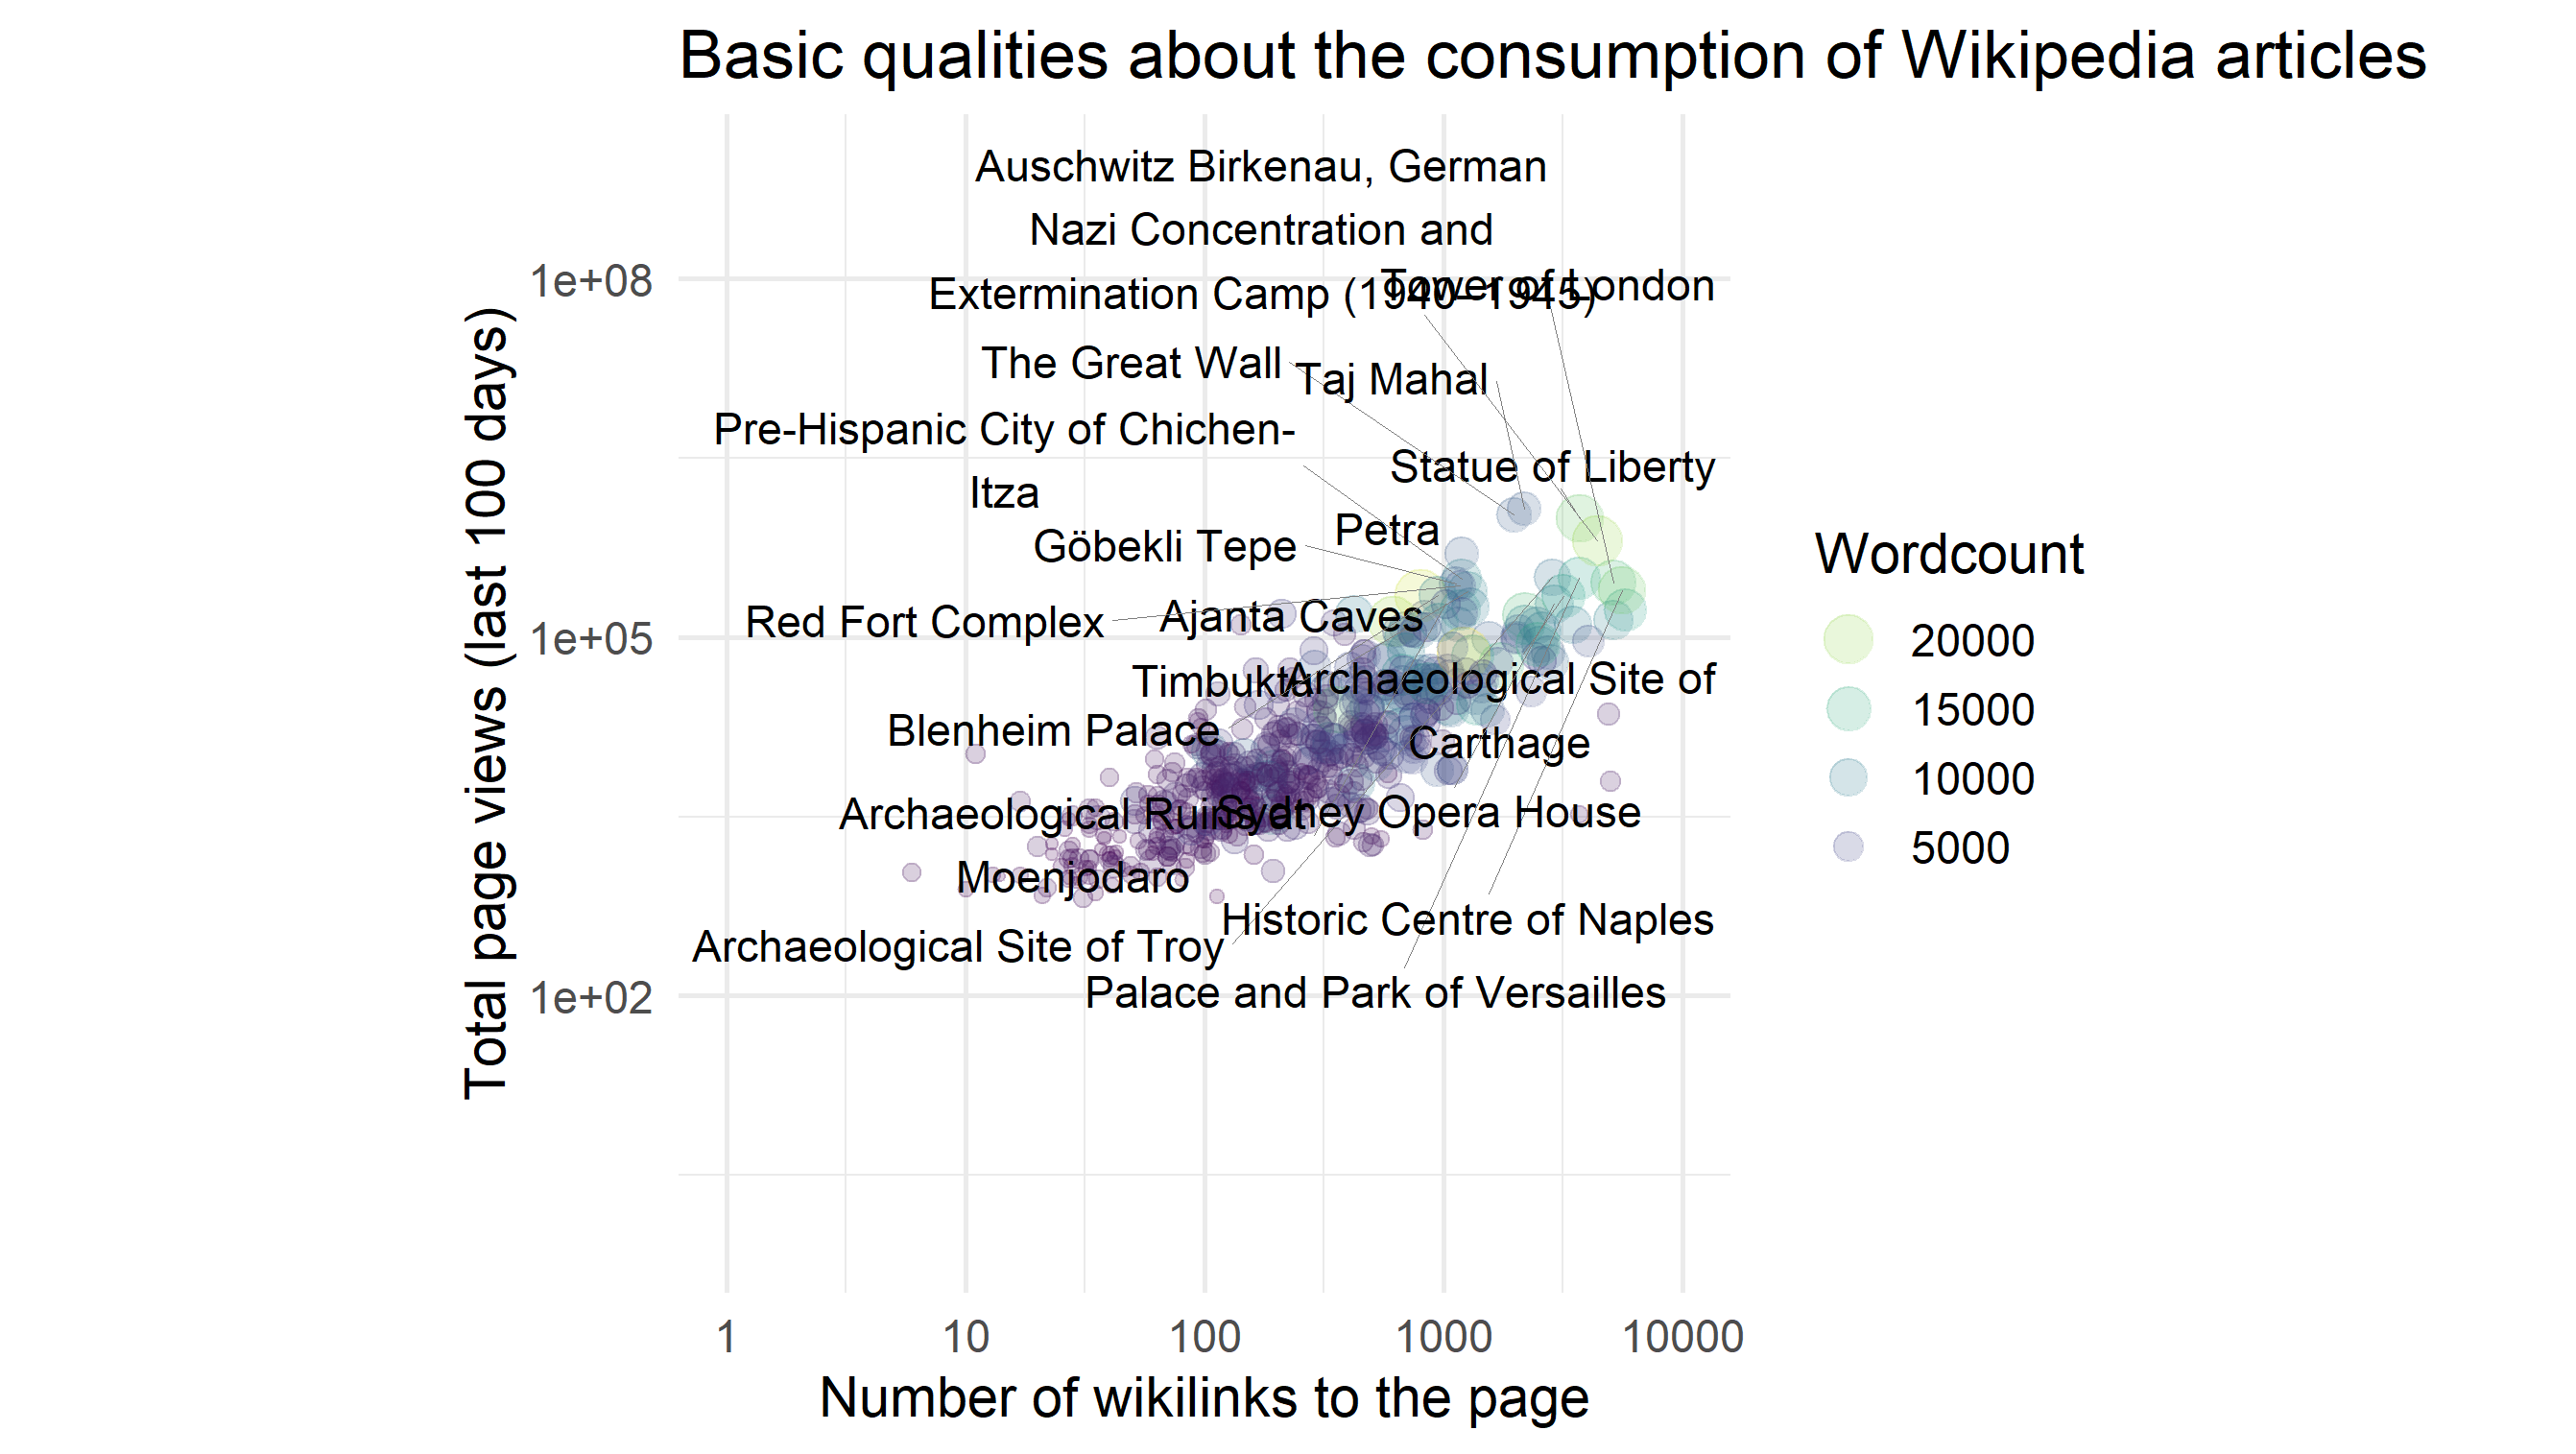 Basic qualities about the consumption of Wikipedia articles
Auschwitz Birkenau, German
Nazi Concentration and
Extermination Camp (1940–1945)
Tower of London
The Great Wall
Taj Mahal
Pre-Hispanic City of Chichen-
Itza
Statue of Liberty
Petra
Göbekli Tepe
Red Fort Complex
Ajanta Caves
Timbuktu
Archaeological Site of
Carthage
Blenheim Palace
Archaeological Ruins at
Moenjodaro
Sydney Opera House
Historic Centre of Naples
Archaeological Site of Troy
Palace and Park of Versailles
Total page views (last 100 days)
1e+08
1e+05
1e+02
1
10
100
1000
10000
Number of wikilinks to the page
Wordcount
20000
15000
10000
5000